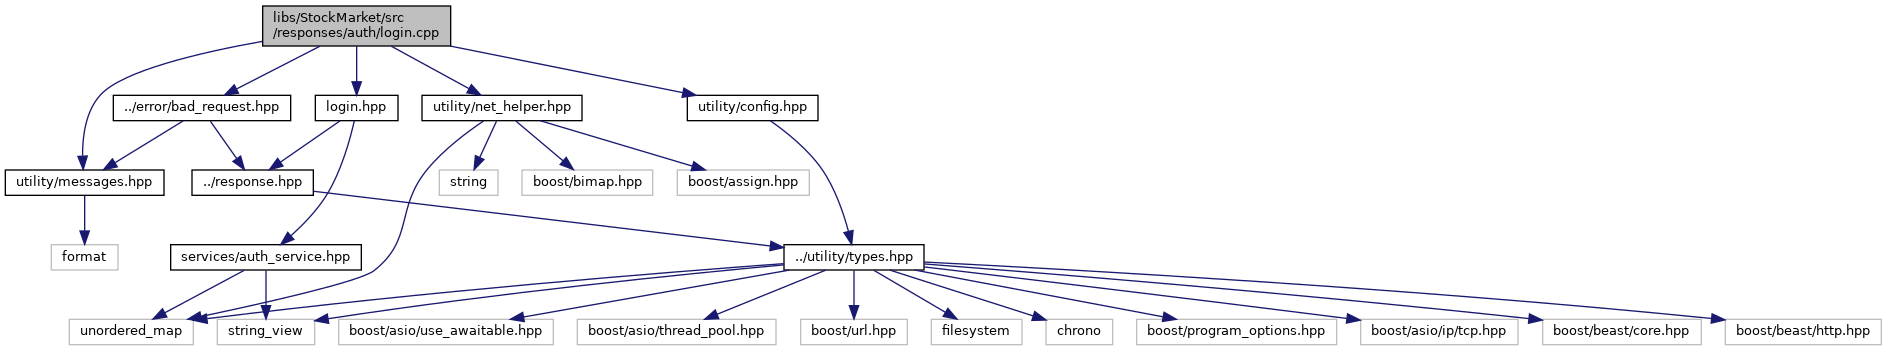 libs/StockMarket/src
/responses/auth/login.cpp
../error/bad_request.hpp
login.hpp
utility/net_helper.hpp
utility/config.hpp
utility/messages.hpp
../response.hpp
string
boost/bimap.hpp
boost/assign.hpp
format
services/auth_service.hpp
../utility/types.hpp
unordered_map
string_view
boost/asio/use_awaitable.hpp
boost/asio/thread_pool.hpp
boost/url.hpp
filesystem
chrono
boost/program_options.hpp
boost/asio/ip/tcp.hpp
boost/beast/core.hpp
boost/beast/http.hpp